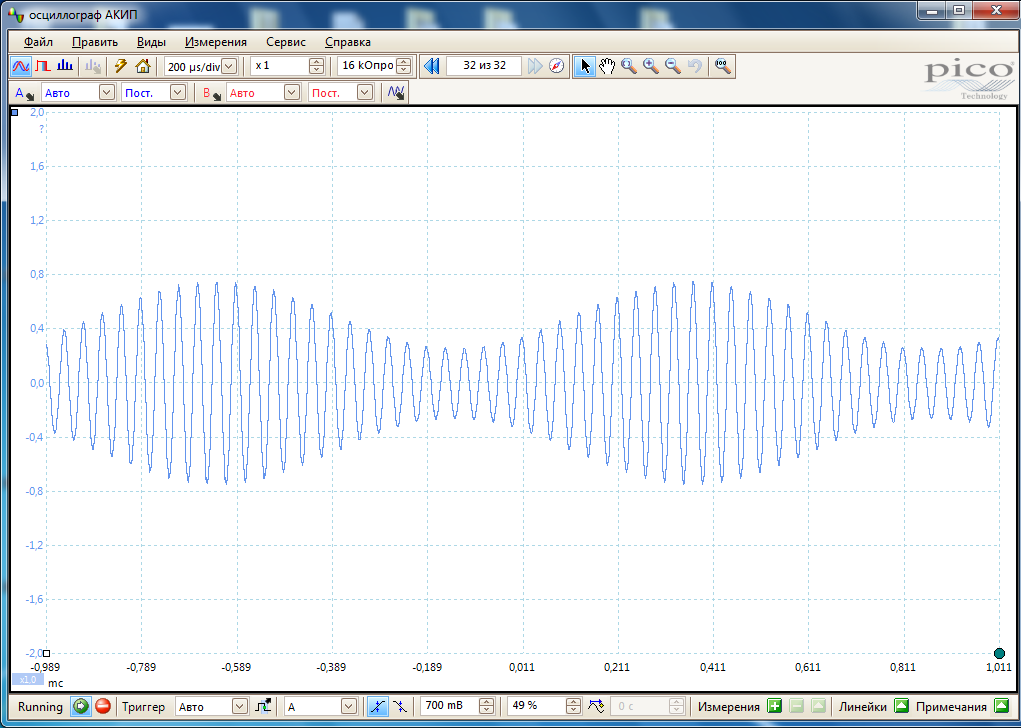 осциллограф АКИП
Файл Править Виды Измерения Сервис Справка
200 µs/div x 1 16 кОпро 32 из 32
pico
Technology
A Авто Пост. B Авто Пост.
2,0
?
1,6
1,2
0,8
0,4
0,0
-0,4
-0,8
-1,2
-1,6
-2,0
-0,989 -0,789 -0,589 -0,389 -0,189 0,011 0,211 0,411 0,611 0,811 1,011
x1.0 мс
Running Триггер Авто A 700 mB 49 % 0 с Измерения Линейки Примечания